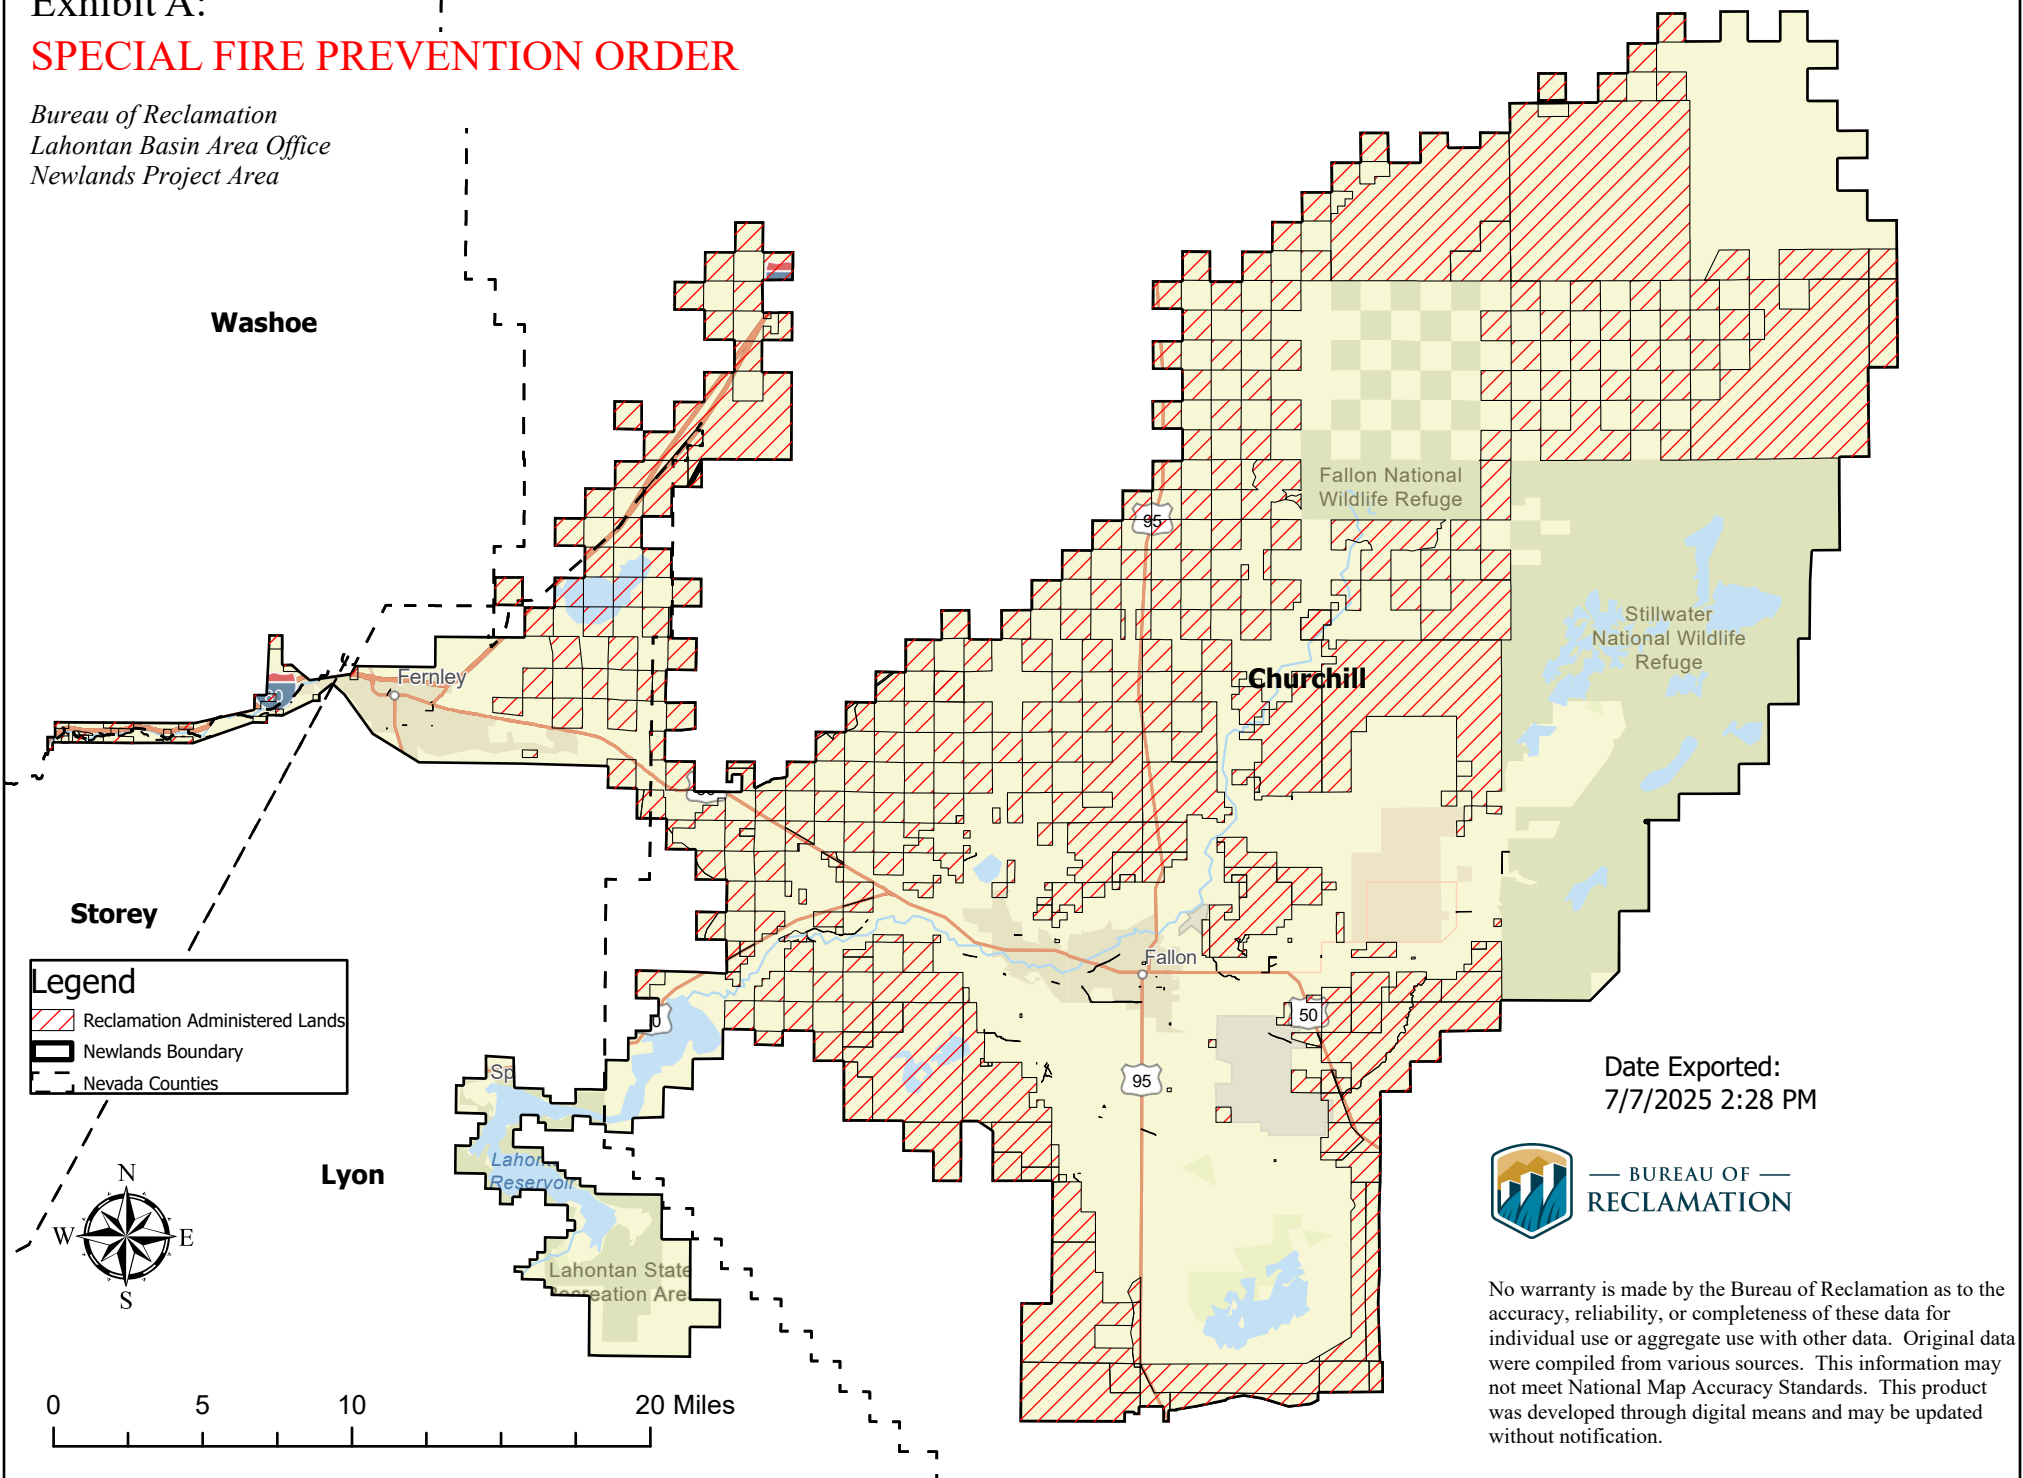 Exhibit A:
SPECIAL FIRE PREVENTION ORDER
Bureau of Reclamation
Lahontan Basin Area Office
Newlands Project Area
Washoe
Fallon National
Wildlife Refuge
95
Stillwater
National Wildlife
Refuge
Churchill
Fernley
Storey
Fallon
50
95
Legend
Reclamation Administered Lands
Newlands Boundary
Nevada Counties
Sp
Lahon
Reservoir
Lyon
Lahontan State
Recreation Are
N
W
E
S
0 5 10 20 Miles
Date Exported:
7/7/2025 2:28 PM
BUREAU OF
RECLAMATION
No warranty is made by the Bureau of Reclamation as to the
accuracy, reliability, or completeness of these data for
individual use or aggregate use with other data. Original data
were compiled from various sources. This information may
not meet National Map Accuracy Standards. This product
was developed through digital means and may be updated
without notification.